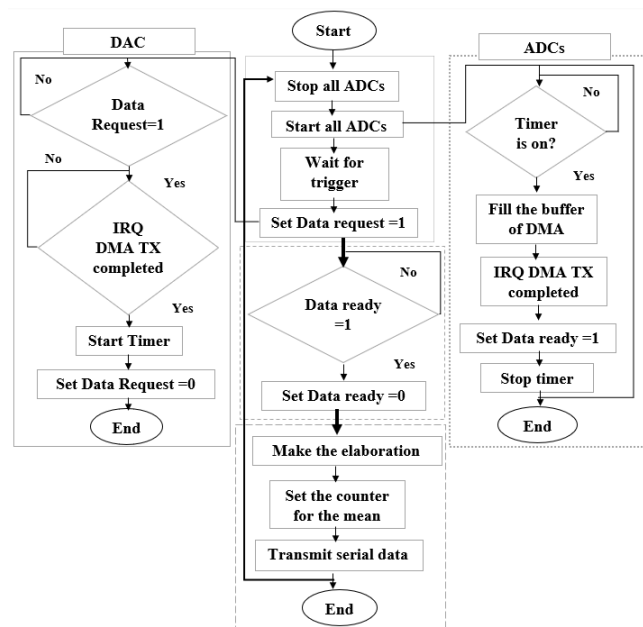 DAC
No
Data
Request=1
No
Yes
IRQ
DMA TX
completed
Yes
Start Timer
Set Data Request =0
End
Start
Stop all ADCs
Start all ADCs
Wait for
trigger
Set Data request =1
No
Data ready
=1
Yes
Set Data ready =0
Make the elaboration
Set the counter
for the mean
Transmit serial data
End
ADCs
No
Timer
is on?
Yes
Fill the buffer
of DMA
IRQ DMA TX
completed
Set Data ready =1
Stop timer
End